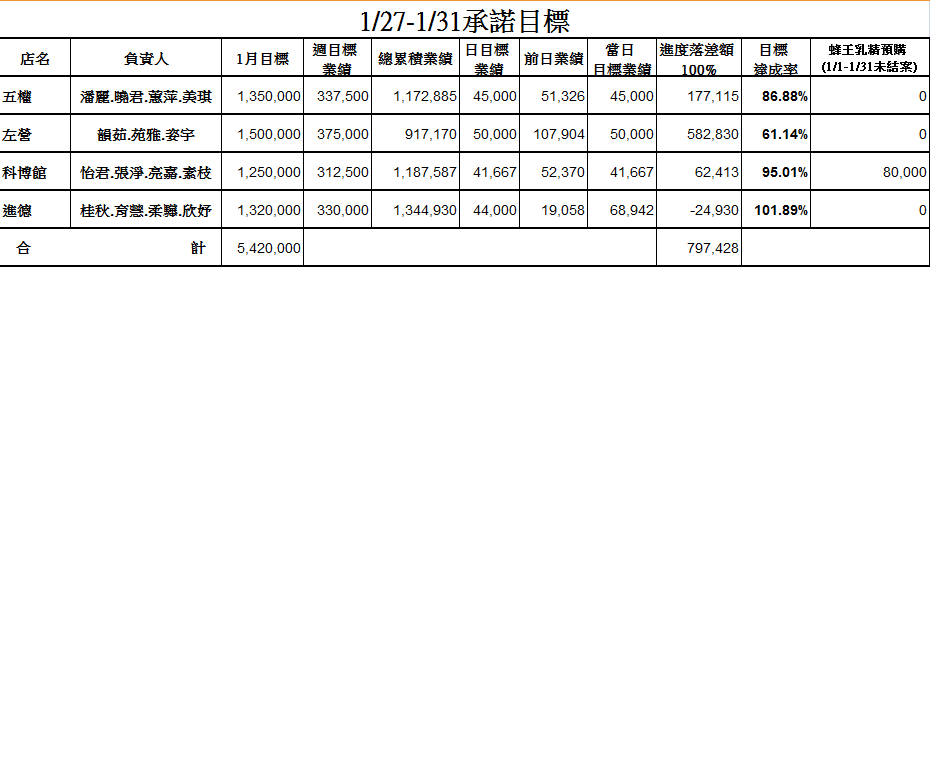 1/27-1/31承諾目標
店名 負責人 1月目標 週目標業績 總累積業績 日目標業績 前日業績 當日目標業績 進度落差額100% 目標達成率 蜂王乳精預購(1/1-1/31未結案)
五權 潘麗.曉君.蕙萍.美琪 1,350,000 337,500 1,172,885 45,000 51,326 45,000 177,115 86.88% 0
左營 韻茹.苑雅.姿宇 1,500,000 375,000 917,170 50,000 107,904 50,000 582,830 61.14% 0
科博館 怡君.張淨.亮嘉.素枝 1,250,000 312,500 1,187,587 41,667 52,370 41,667 62,413 95.01% 80,000
進德 桂秋.育慧.柔驊.欣妤 1,320,000 330,000 1,344,930 44,000 19,058 68,942 -24,930 101.89% 0
合計 5,420,000 797,428